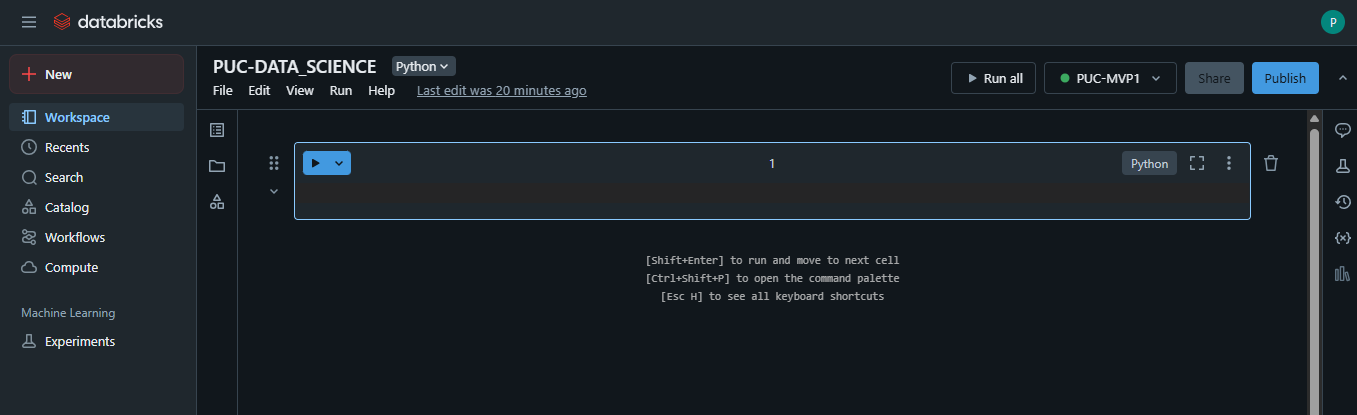 databricks
P
New
Workspace
Recents
Search
Catalog
Workflows
Compute
Machine Learning
Experiments
PUC-DATA_SCIENCE Python
File Edit View Run Help Last edit was 20 minutes ago
Run all PUC-MVP1 Share Publish
1 Python
[Shift+Enter] to run and move to next cell
[Ctrl+Shift+P] to open the command palette
[Esc H] to see all keyboard shortcuts
{x}